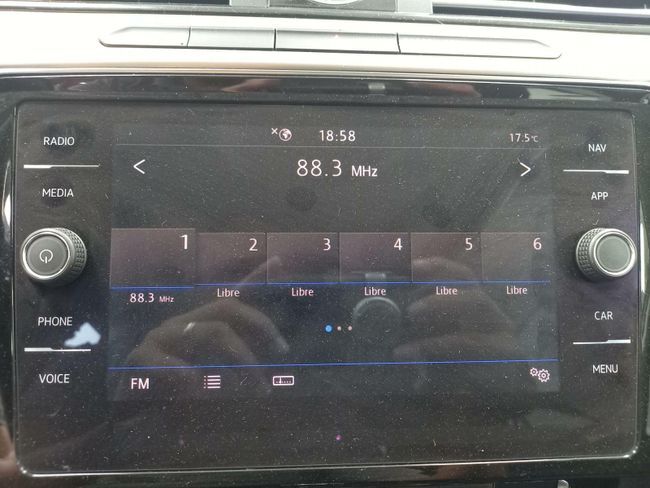 RADIO
MEDIA
PHONE
VOICE
18:58
17.5°C
88.3 MHz
1 2 3 4 5 6
88.3 MHz Libre Libre Libre Libre Libre
FM
NAV
APP
CAR
MENU